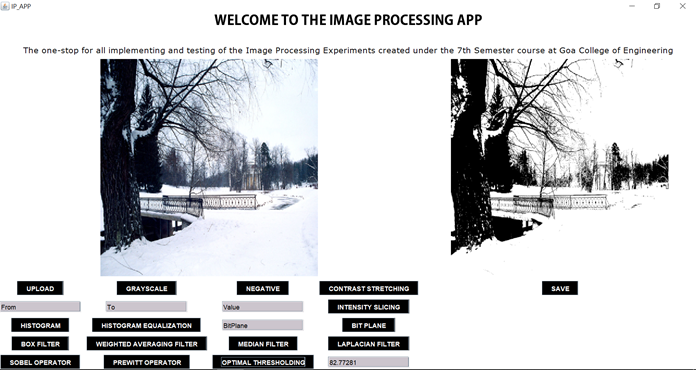 IP_APP
WELCOME TO THE IMAGE PROCESSING APP
The one-stop for all implementing and testing of the Image Processing Experiments created under the 7th Semester course at Goa College of Engineering
UPLOAD GRAYSCALE NEGATIVE CONTRAST STRETCHING SAVE
From To Value INTENSITY SLICING
HISTOGRAM HISTOGRAM EQUALIZATION BitPlane BIT PLANE
BOX FILTER WEIGHTED AVERAGING FILTER MEDIAN FILTER LAPLACIAN FILTER
SOBEL OPERATOR PREWITT OPERATOR OPTIMAL THRESHOLDING 82.77281